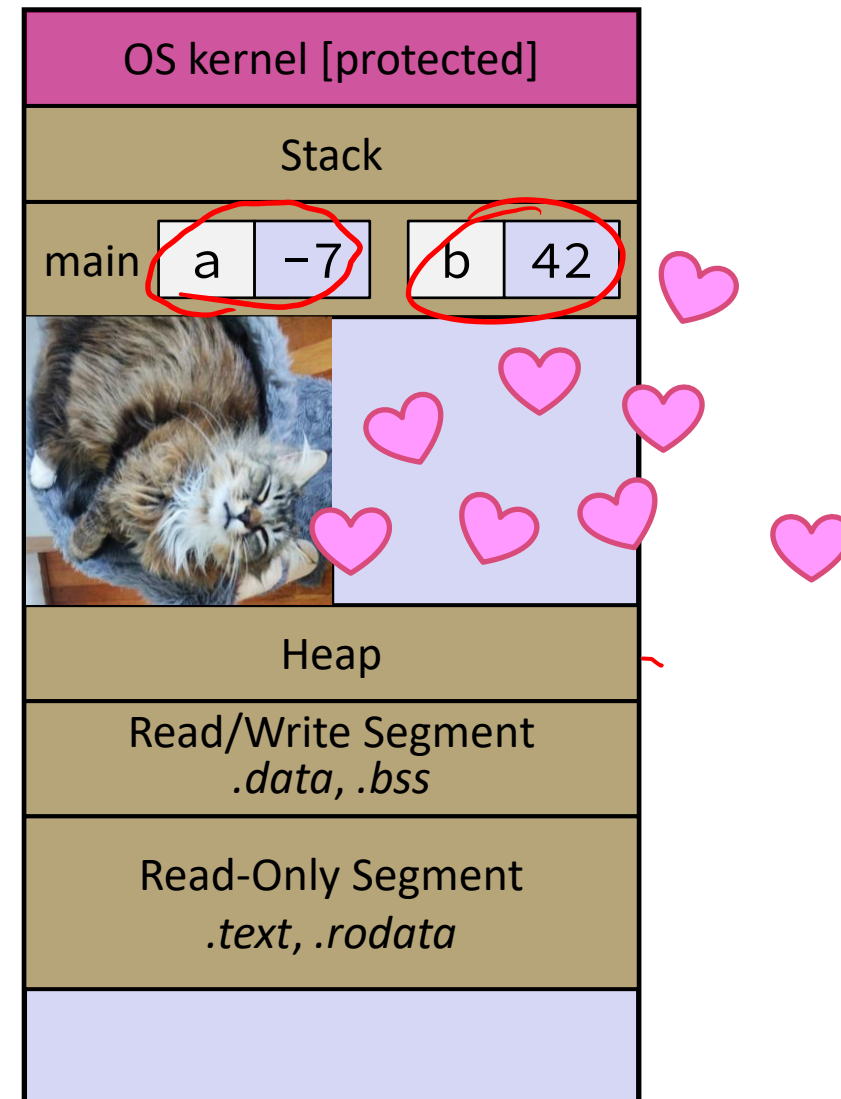 OS kernel [protected]
Stack
main a −7 b 42
Heap
Read/Write Segment
.data, .bss
Read-Only Segment
.text, .rodata